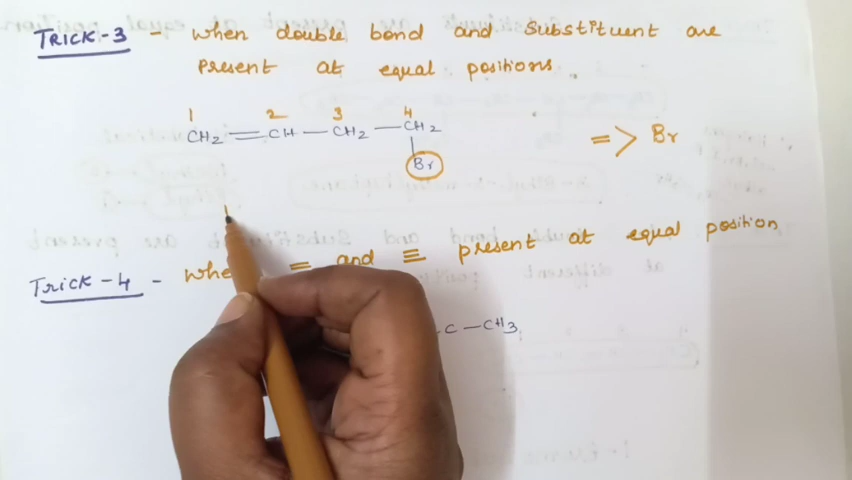 TRICK-3 - when double bond and Substituent are
present at equal positions.
1 2 3 4
CH2 = CH - CH2 - CH2 => Br
Br
Trick-4 - when = and ≡ present at equal position
C - CH3